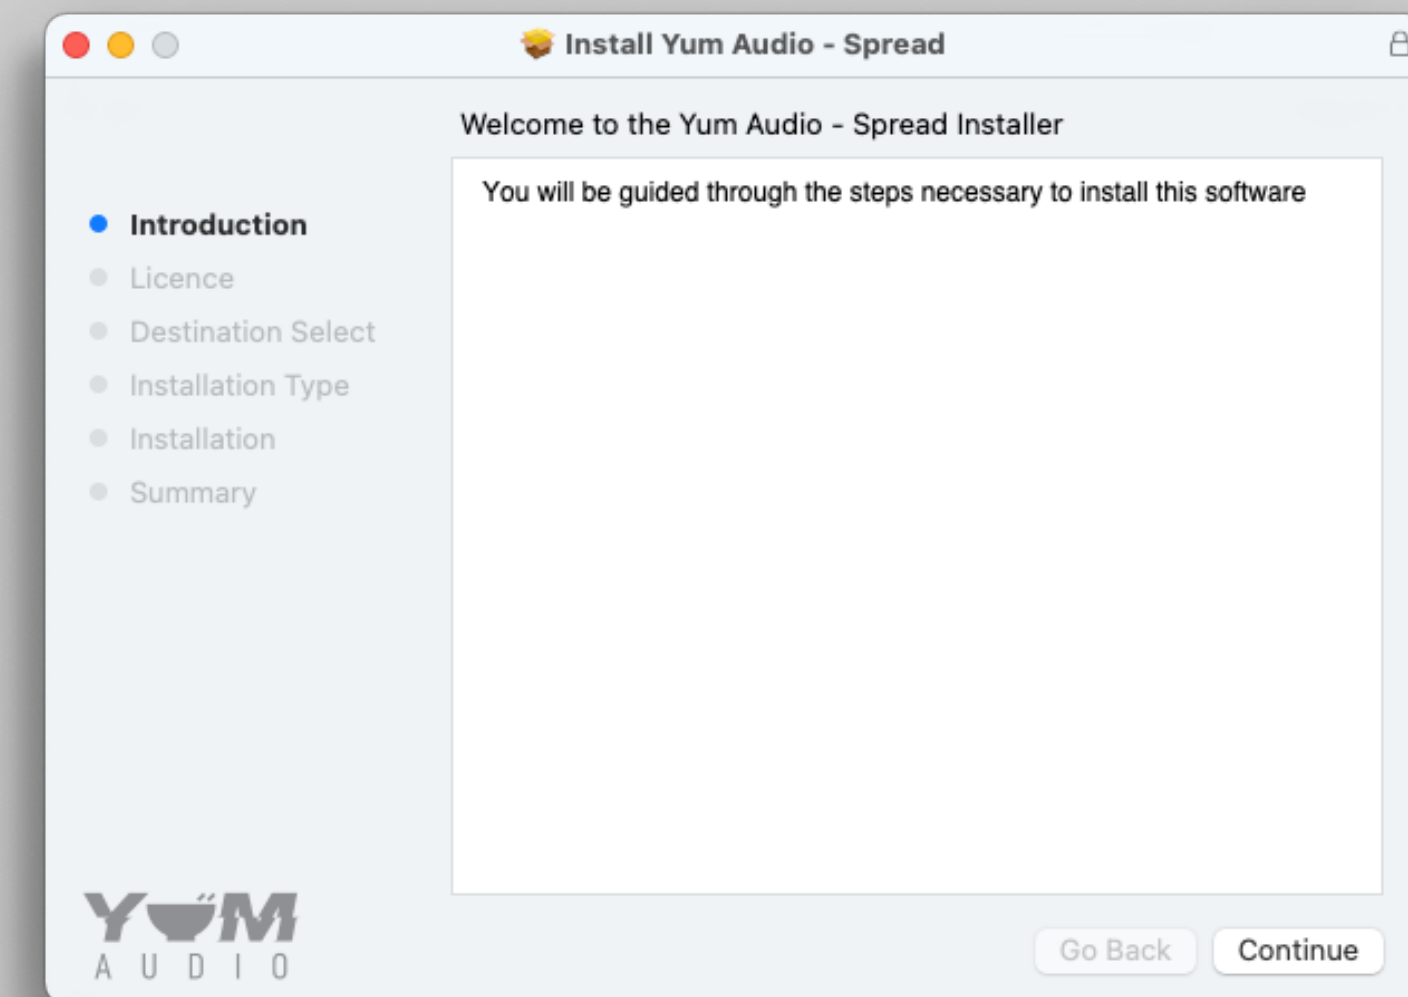 Install Yum Audio - Spread
Welcome to the Yum Audio - Spread Installer
You will be guided through the steps necessary to install this software
Introduction
Licence
Destination Select
Installation Type
Installation
Summary
YUM
AUDIO
Go Back
Continue